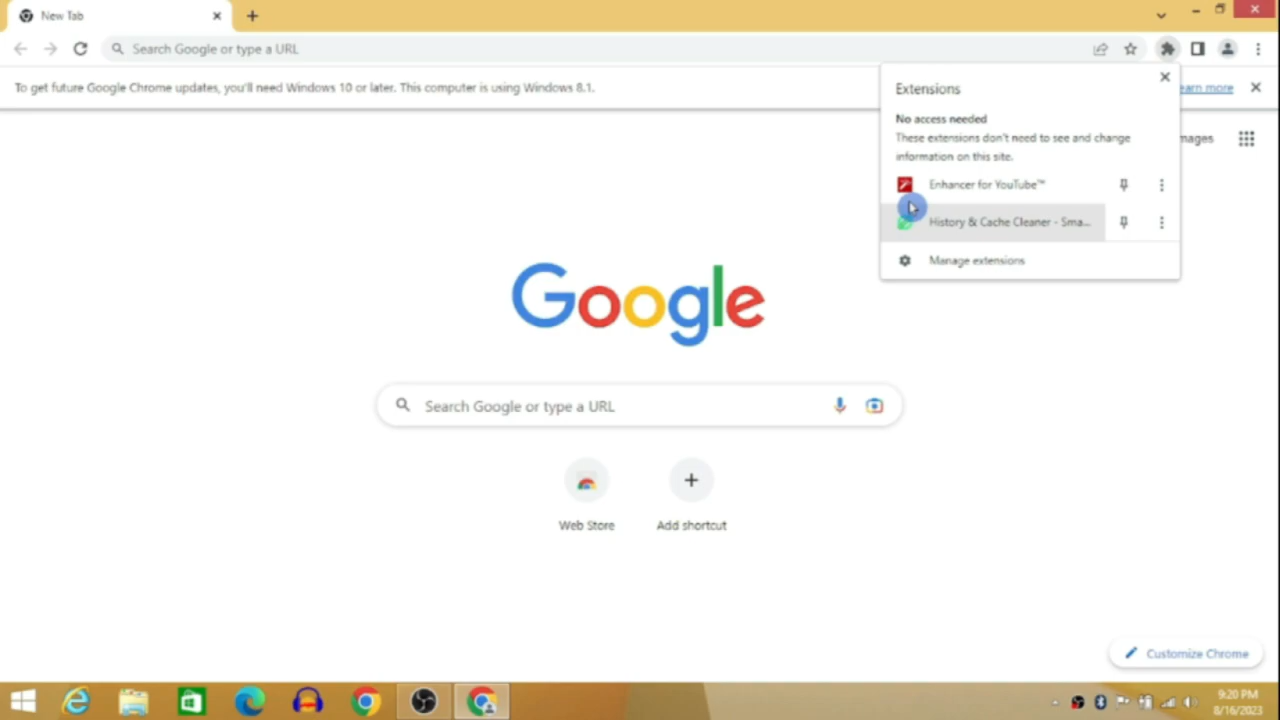 New Tab
Search Google or type a URL
To get future Google Chrome updates, you'll need Windows 10 or later. This computer is using Windows 8.1.
earn more
Extensions
No access needed
These extensions don't need to see and change
information on this site.
mages
Enhancer for YouTube™
History & Cache Cleaner - Sma...
Manage extensions
Google
Search Google or type a URL
Web Store
Add shortcut
Customize Chrome
9:20 PM
8/16/2023